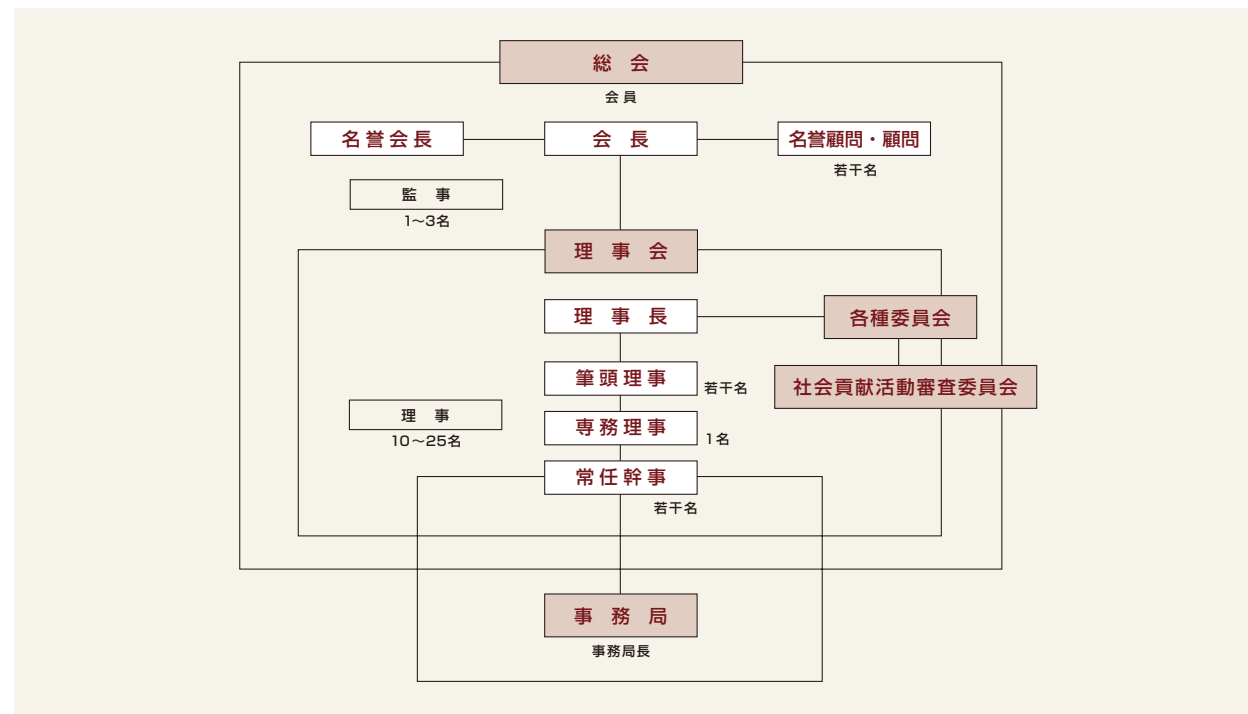 総 会
会員
名誉会長
会 長
名誉顧問・顧問
若干名
監 事
1〜3名
理 事 会
理 事 長
各種委員会
筆頭理事
若干名
社会貢献活動審査委員会
理 事
10〜25名
専務理事
1名
常任幹事
若干名
事 務 局
事務局長